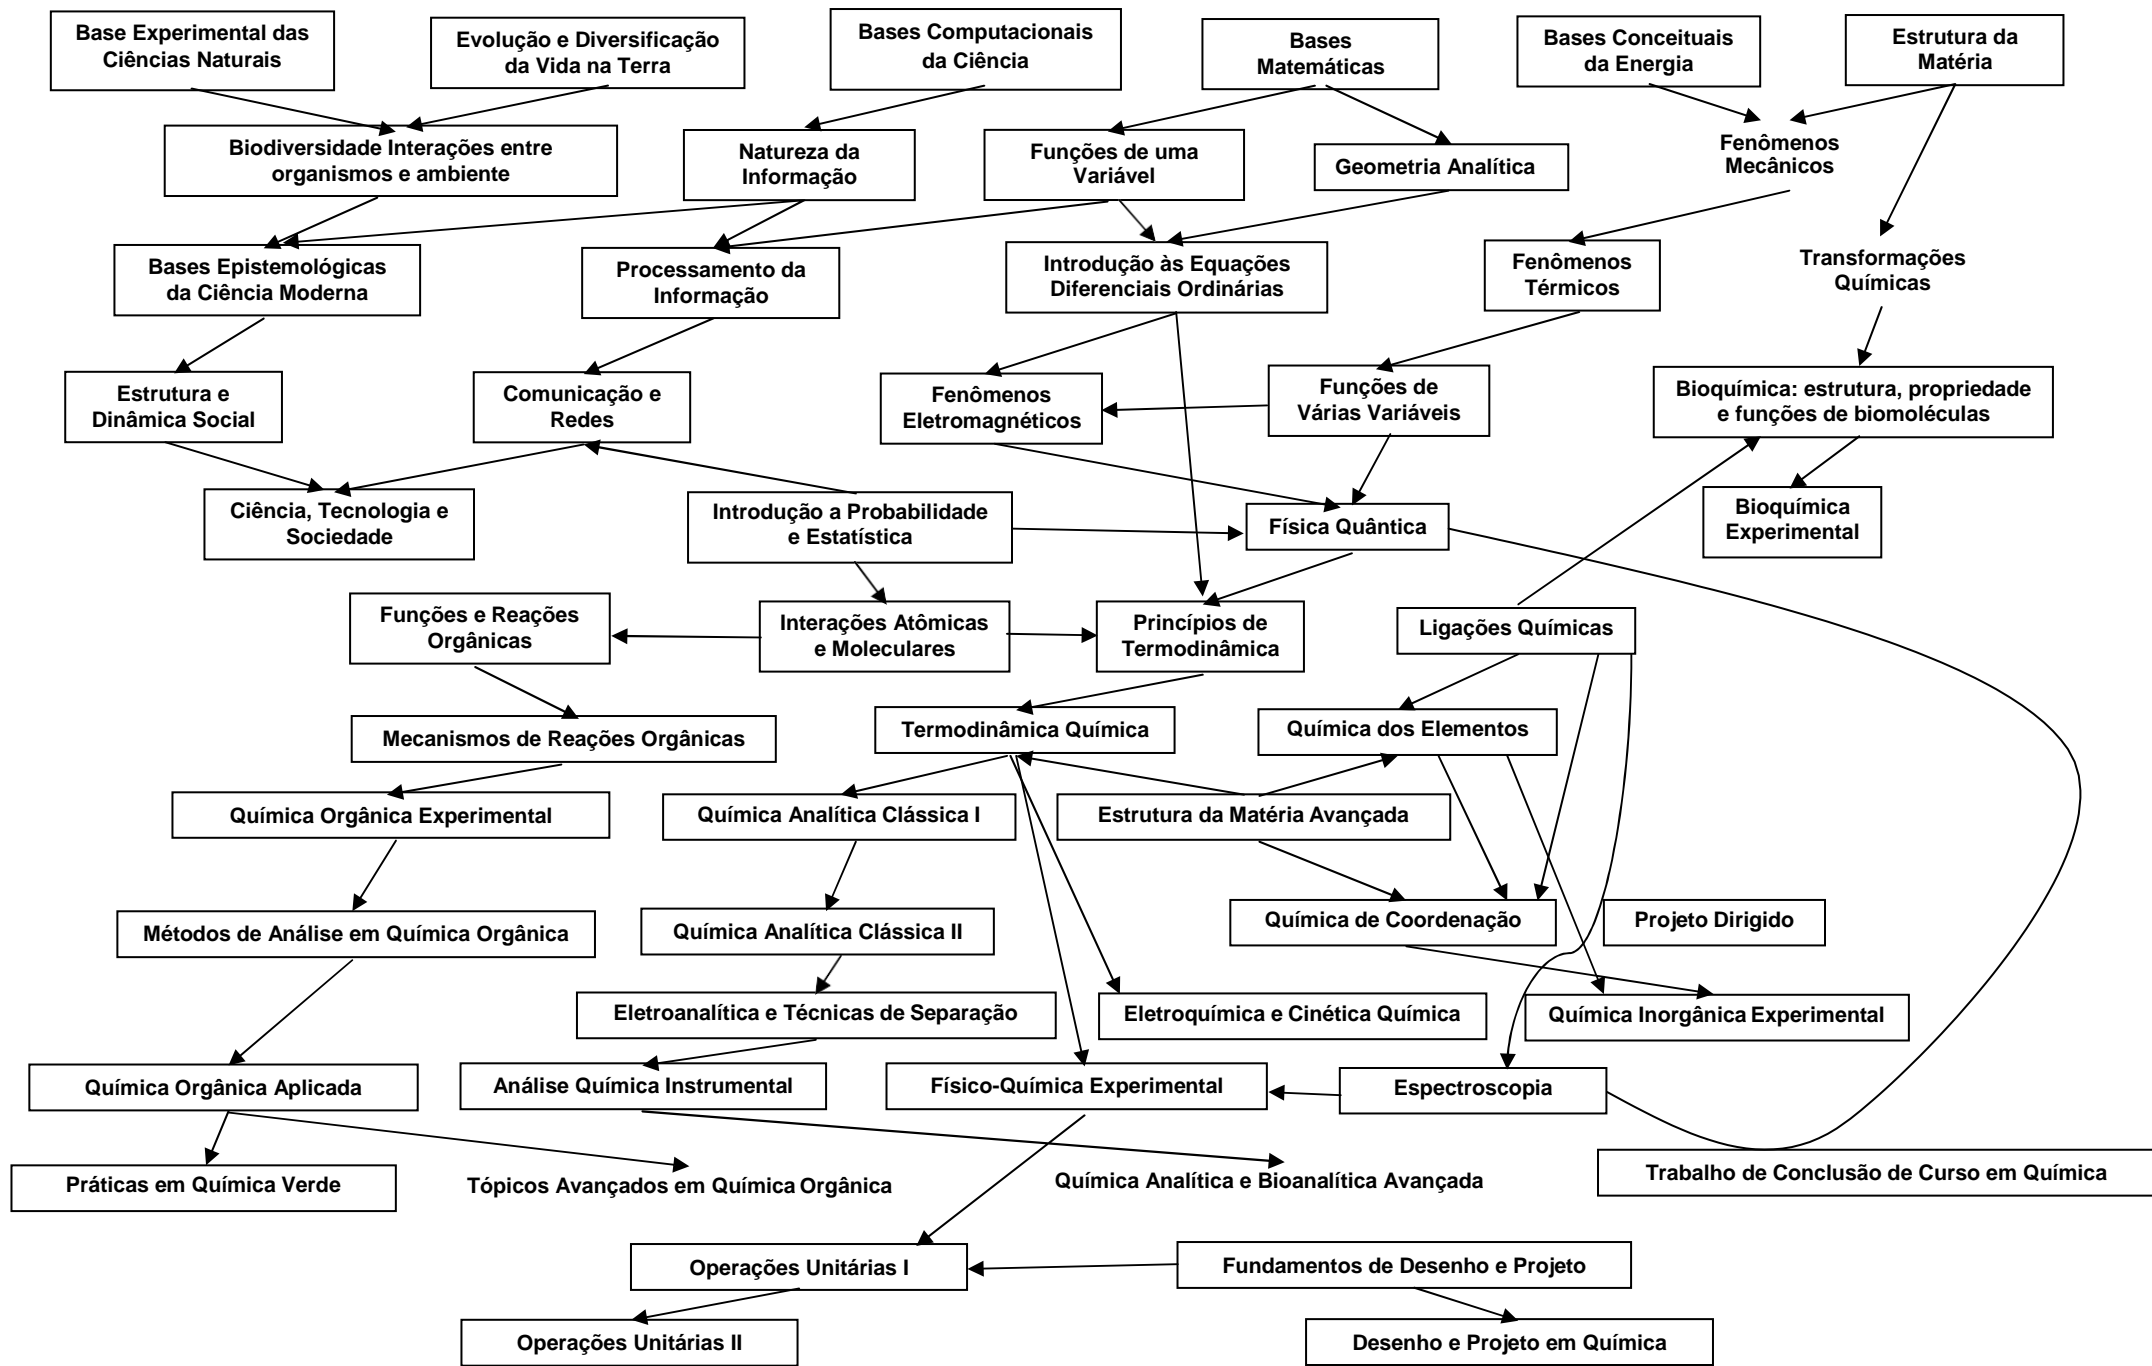 Base Experimental das
Ciências Naturais
Evolução e Diversificação
da Vida na Terra
Bases Computacionais
da Ciência
Bases
Matemáticas
Bases Conceituais
da Energia
Estrutura da
Matéria
Biodiversidade Interações entre
organismos e ambiente
Natureza da
Informação
Funções de uma
Variável
Geometria Analítica
Fenômenos
Mecânicos
Bases Epistemológicas
da Ciência Moderna
Processamento da
Informação
Introdução às Equações
Diferenciais Ordinárias
Fenômenos
Térmicos
Transformações
Químicas
Estrutura e
Dinâmica Social
Comunicação e
Redes
Fenômenos
Eletromagnéticos
Funções de
Várias Variáveis
Bioquímica: estrutura, propriedade
e funções de biomoléculas
Ciência, Tecnologia e
Sociedade
Introdução a Probabilidade
e Estatística
Física Quântica
Bioquímica
Experimental
Funções e Reações
Orgânicas
Interações Atômicas
e Moleculares
Princípios de
Termodinâmica
Ligações Químicas
Mecanismos de Reações Orgânicas
Termodinâmica Química
Química dos Elementos
Química Orgânica Experimental
Química Analítica Clássica I
Estrutura da Matéria Avançada
Métodos de Análise em Química Orgânica
Química Analítica Clássica II
Química de Coordenação
Projeto Dirigido
Eletroanalítica e Técnicas de Separação
Eletroquímica e Cinética Química
Química Inorgânica Experimental
Química Orgânica Aplicada
Análise Química Instrumental
Físico-Química Experimental
Espectroscopia
Práticas em Química Verde
Tópicos Avançados em Química Orgânica
Química Analítica e Bioanalítica Avançada
Trabalho de Conclusão de Curso em Química
Operações Unitárias I
Fundamentos de Desenho e Projeto
Operações Unitárias II
Desenho e Projeto em Química